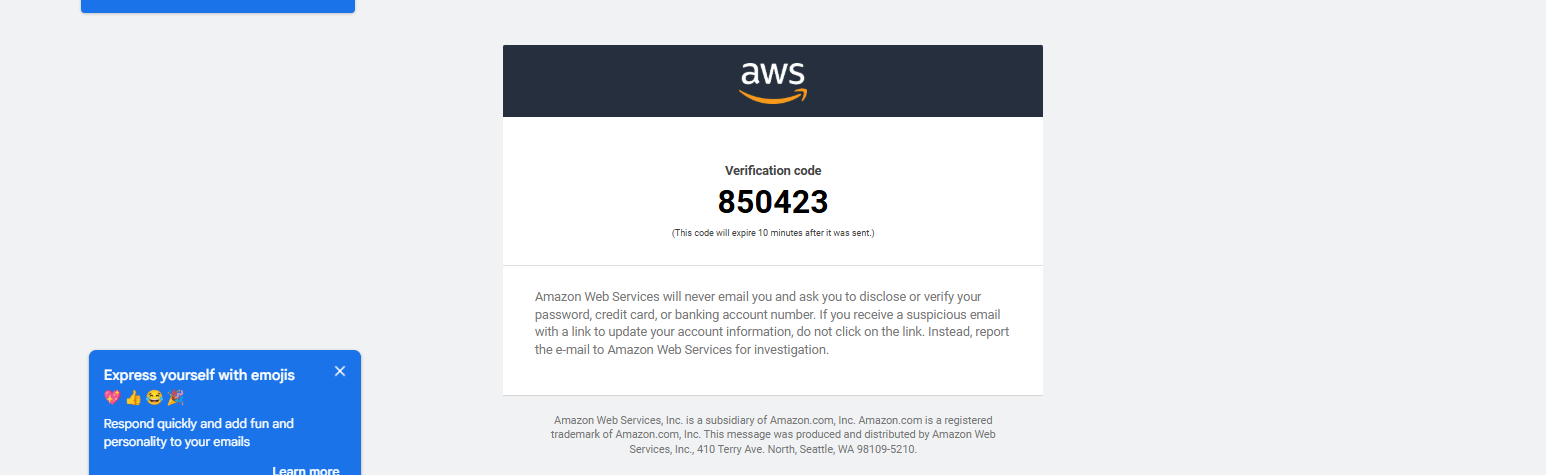 aws
Verification code
850423
(This code will expire 10 minutes after it was sent.)
Amazon Web Services will never email you and ask you to disclose or verify your
password, credit card, or banking account number. If you receive a suspicious email
with a link to update your account information, do not click on the link. Instead, report
the e-mail to Amazon Web Services for investigation.
Amazon Web Services, Inc. is a subsidiary of Amazon.com, Inc. Amazon.com is a registered
trademark of Amazon.com, Inc. This message was produced and distributed by Amazon Web
Services, Inc., 410 Terry Ave. North, Seattle, WA 98109-5210.
Express yourself with emojis
💖 👍 😂 🎉
Respond quickly and add fun and
personality to your emails
Learn more